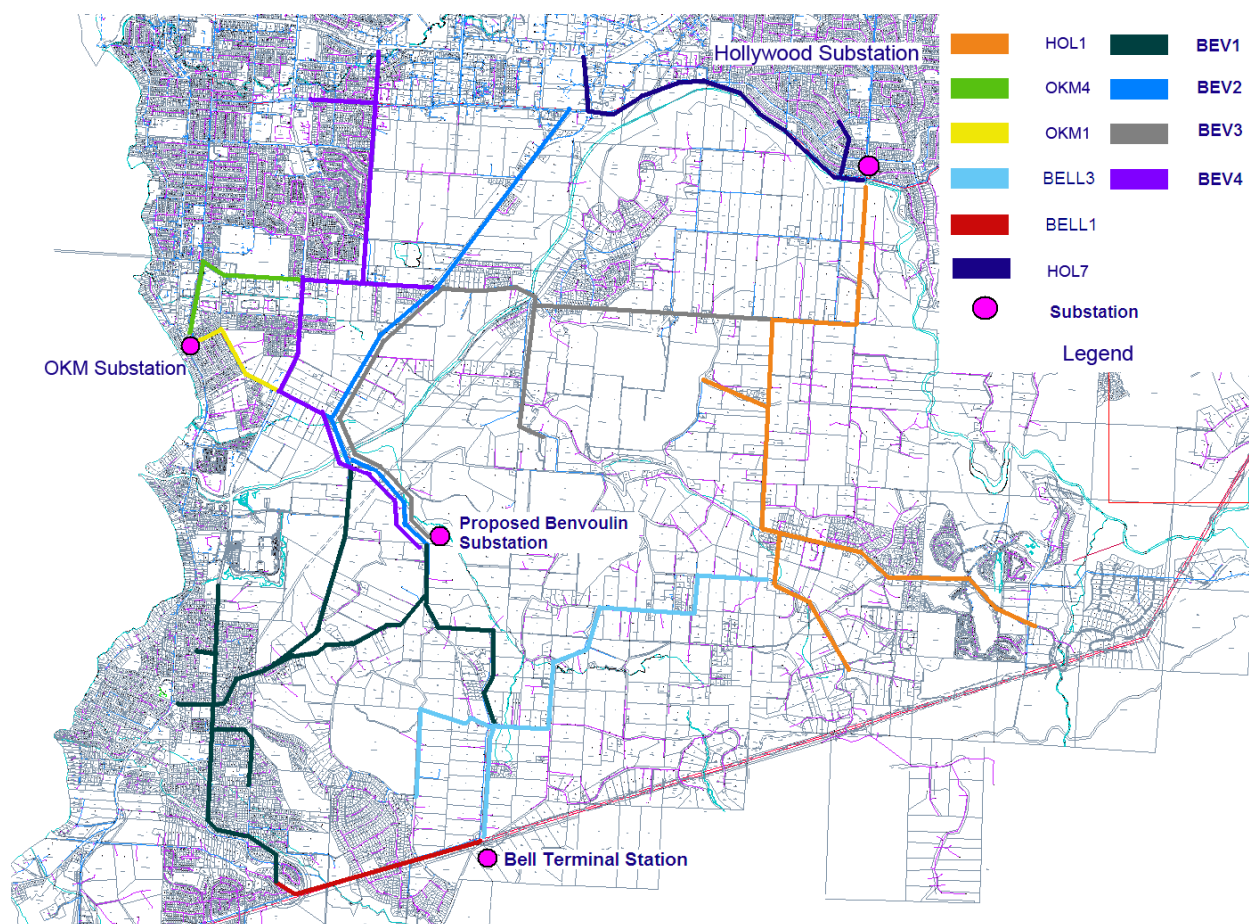 Hollywood Substation
HOL1
BEV1
OKM4
BEV2
OKM1
BEV3
BELL3
BEV4
BELL1
HOL7
Substation
Legend
OKM Substation
Proposed Benvoulin
Substation
Bell Terminal Station